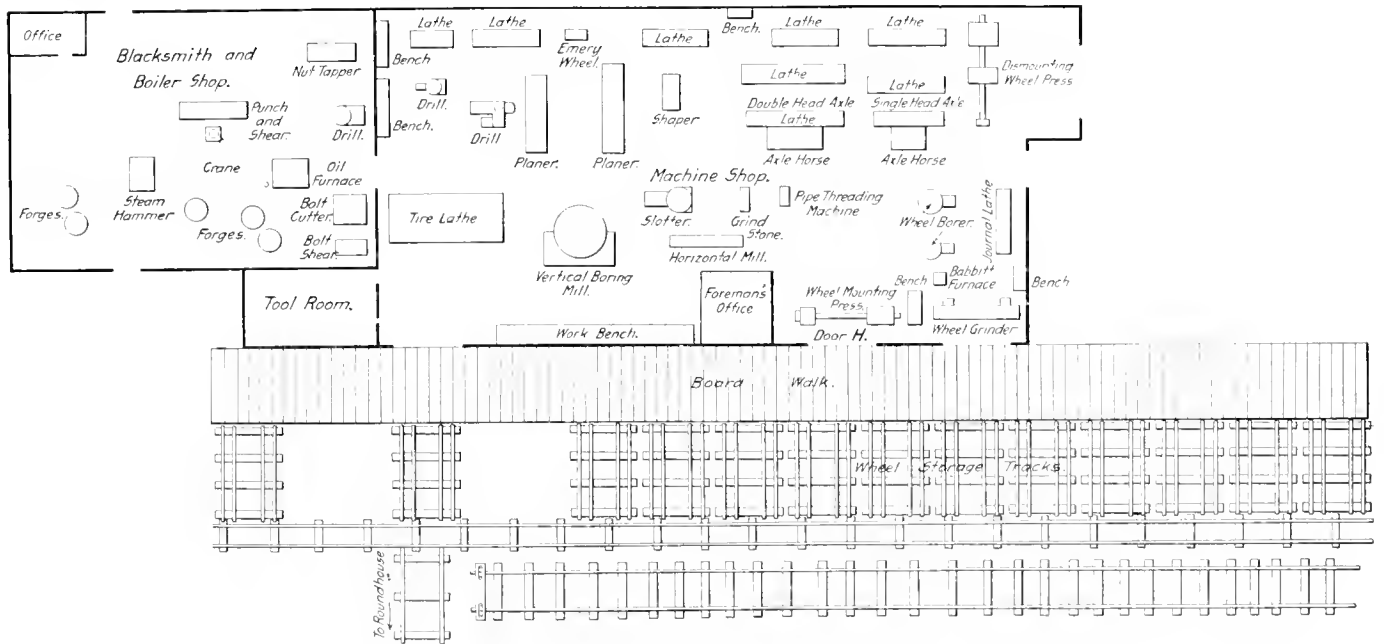 Office
Blacksmith and
Boiler Shop.
Nut Tapper
Punch
and
Shear.
Drill.
Crane
Oil
Furnace
Steam
Hammer
Forges.
Forges.
Bolt
Cutter.
Bolt
Shear.
Tool Room.
Bench
Bench.
Lathe
Lathe
Emery
Wheel.
Lathe
Bench.
Lathe
Lathe
Dismounting
Wheel Press
Drill.
Drill
Planer.
Planer.
Shaper
Lathe
Double Head Axle
Lathe
Axle Horse
Lathe
Single Head Axle
Axle Horse
Machine Shop.
Tire Lathe
Vertical Boring
Mill.
Slotter.
Grind
Stone.
Pipe Threading
Machine
Horizontal Mill.
Wheel Borer.
Journal Lathe
Babbitt
Furnace
Bench
Bench
Foreman's
Office
Wheel Mounting
Press.
Door H.
Wheel Grinder
Work Bench.
Board Walk.
Wheel Storage Tracks.
To Roundhouse